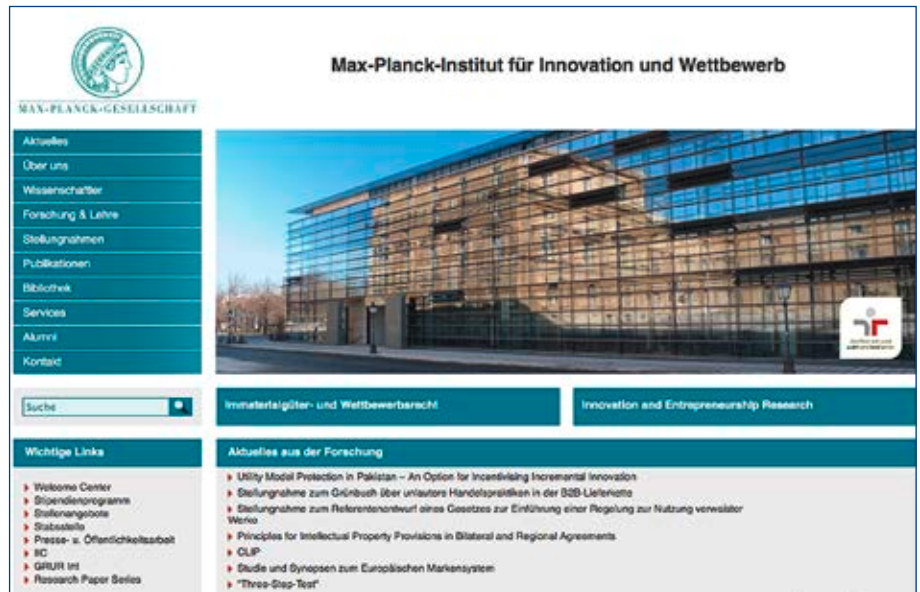 MAX-PLANCK-GESELLSCHAFT
Max-Planck-Institut für Innovation und Wettbewerb
Aktuelles
Über uns
Wissenschaftler
Forschung & Lehre
Stellungnahmen
Publikationen
Bibliothek
Services
Alumni
Kontakt
Suche
Immaterialgüter- und Wettbewerbsrecht
Innovation and Entrepreneurship Research
Wichtige Links
Welcome Center
Stipendienprogramm
Stellenangebote
Stabsstelle
Presse- u. Öffentlichkeitsarbeit
IIC
GRUR Int
Research Paper Series
Aktuelles aus der Forschung
Utility Model Protection in Pakistan – An Option for Incentivising Incremental Innovation
Stellungnahme zum Grünbuch über unlautere Handelspraktiken in der B2B-Lieferkette
Stellungnahme zum Referentenentwurf eines Gesetzes zur Einführung einer Regelung zur Nutzung verwaister
Werke
Principles for Intellectual Property Provisions in Bilateral and Regional Agreements
CLIP
Studie und Synopsen zum Europäischen Markensystem
"Three-Step-Test"